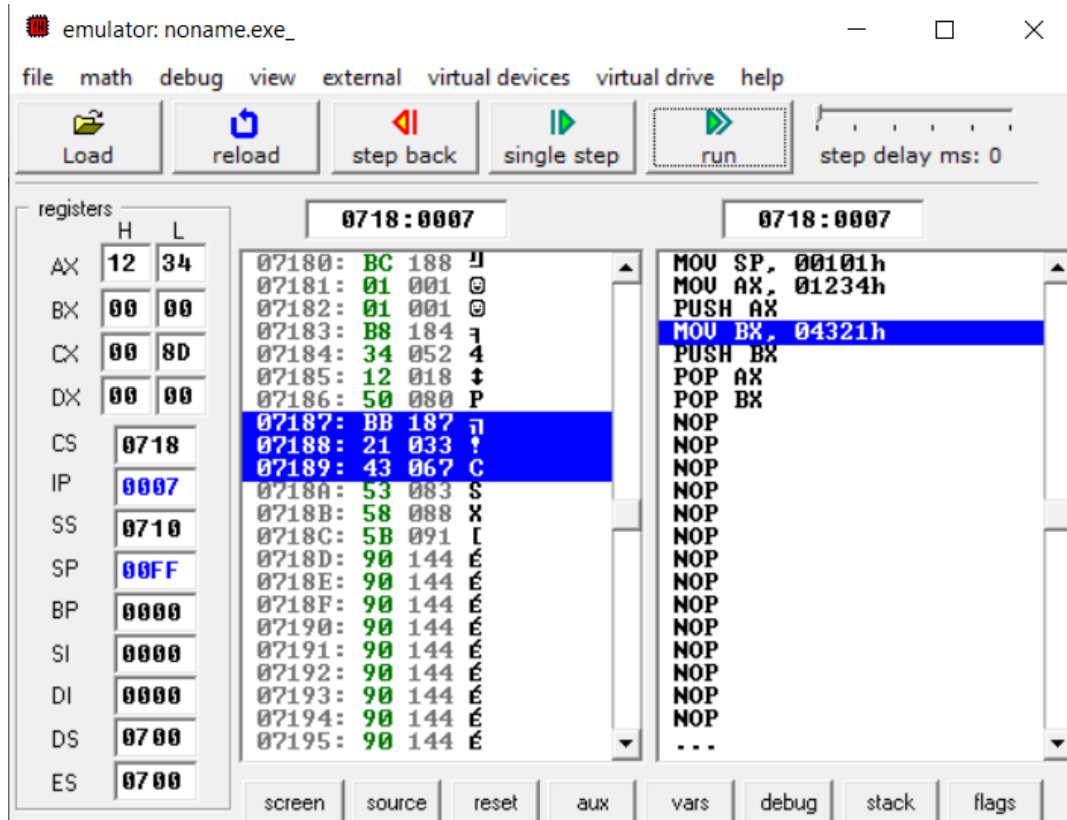 emulator: noname.exe_
file math debug view external virtual devices virtual drive help
Load reload step back single step run step delay ms: 0
registers
H L
0718:0007 0718:0007
AX 12 34
BX 00 00
CX 00 8D
DX 00 00
CS 0718
IP 0007
SS 0710
SP 00FF
BP 0000
SI 0000
DI 0000
DS 0700
ES 0700
07180: BC 188 ╝
07181: 01 001 ☺
07182: 01 001 ☺
07183: B8 184 ╕
07184: 34 052 4
07185: 12 018 ↕
07186: 50 080 P
07187: BB 187 ╗
07188: 21 033 !
07189: 43 067 C
0718A: 53 083 S
0718B: 58 088 X
0718C: 5B 091 [
0718D: 90 144 É
0718E: 90 144 É
0718F: 90 144 É
07190: 90 144 É
07191: 90 144 É
07192: 90 144 É
07193: 90 144 É
07194: 90 144 É
07195: 90 144 É
MOV SP, 00101h
MOV AX, 01234h
PUSH AX
MOV BX, 04321h
PUSH BX
POP AX
POP BX
NOP
NOP
NOP
NOP
NOP
NOP
NOP
NOP
NOP
NOP
NOP
NOP
NOP
NOP
...
screen source reset aux vars debug stack flags